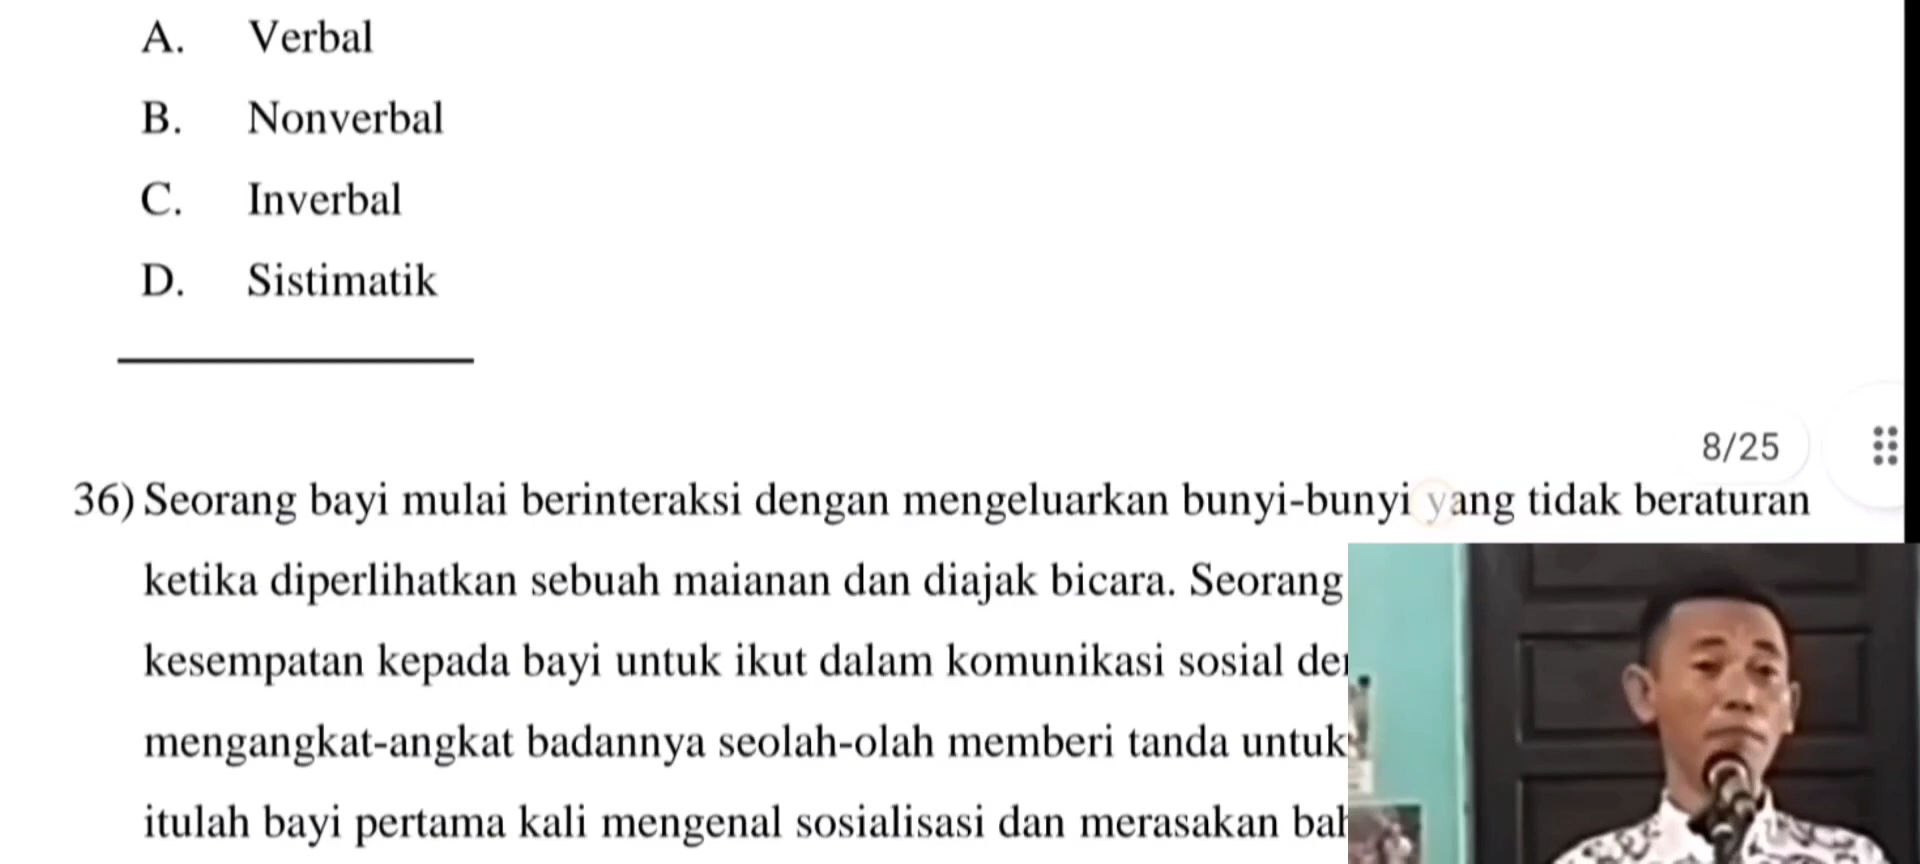 A. Verbal
B. Nonverbal
C. Inverbal
D. Sistimatik
8/25
36) Seorang bayi mulai berinteraksi dengan mengeluarkan bunyi-bunyi yang tidak beraturan
ketika diperlihatkan sebuah maianan dan diajak bicara. Seorang
kesempatan kepada bayi untuk ikut dalam komunikasi sosial
mengangkat-angkat badannya seolah-olah memberi tanda untuk
itulah bayi pertama kali mengenal sosialisasi dan merasakan